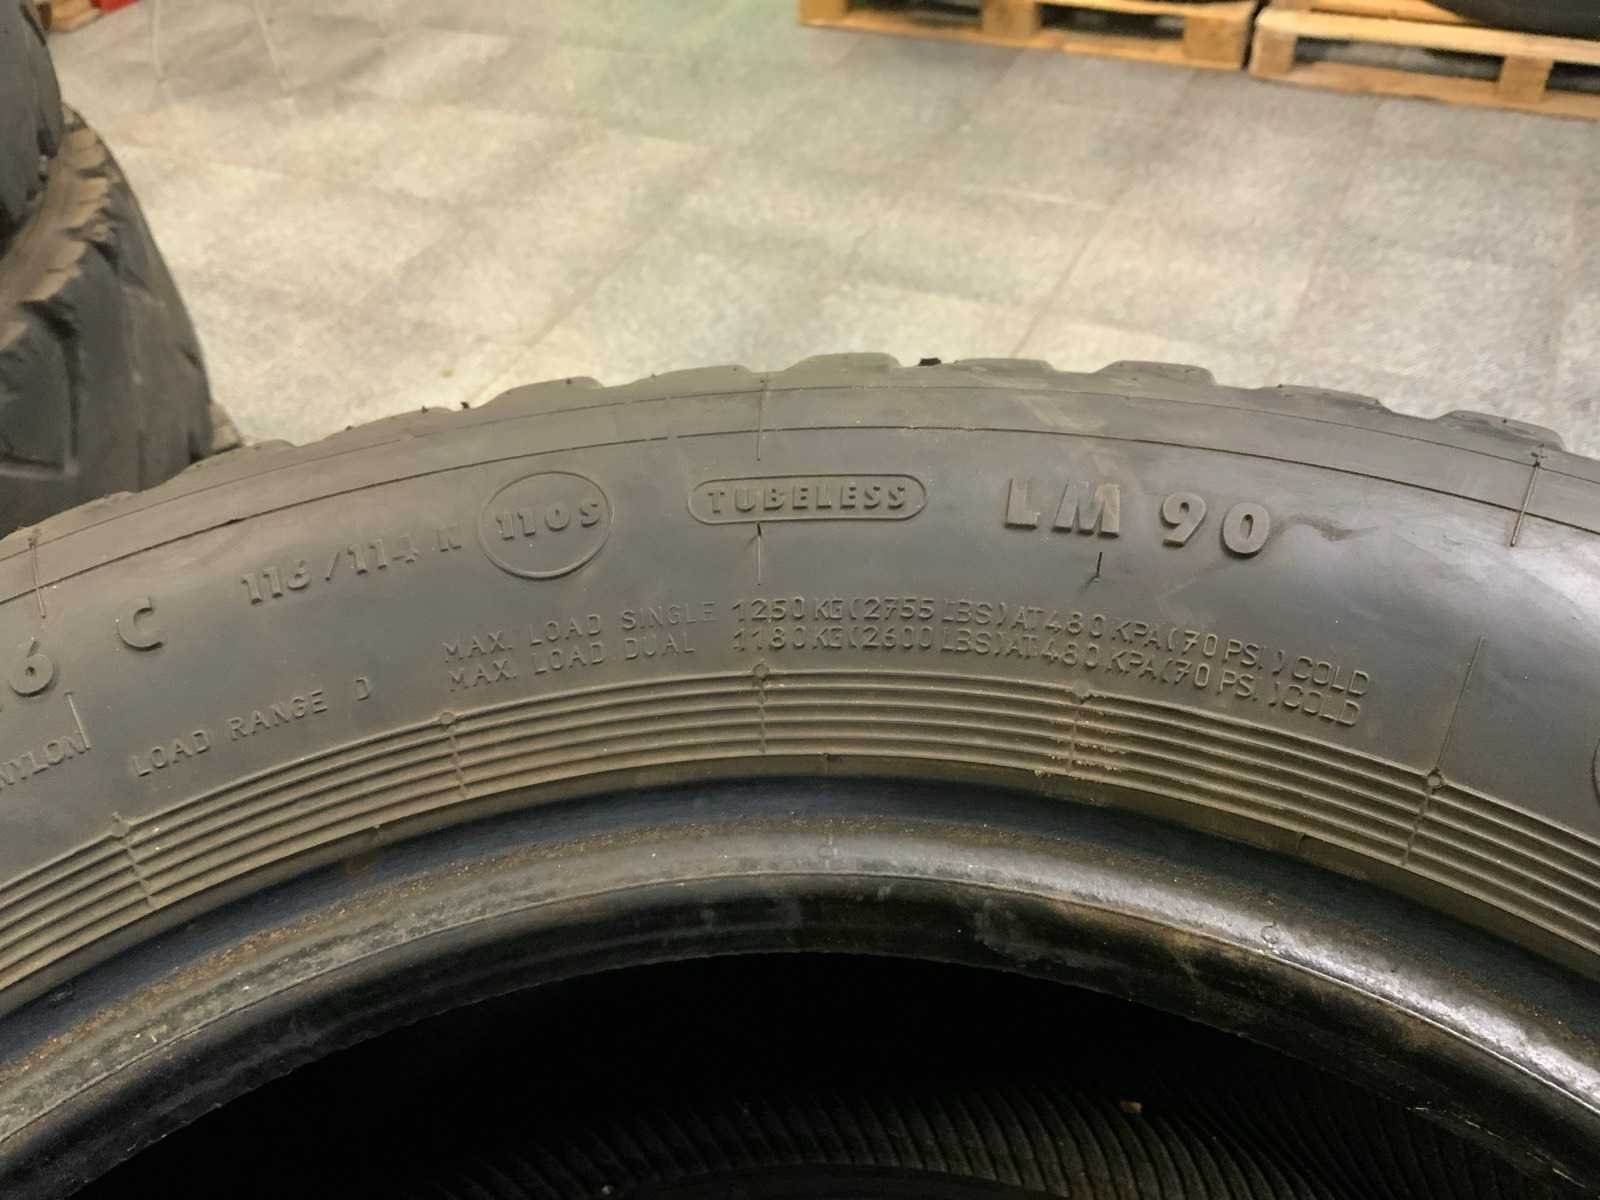 TUBELESS LM 90
16 C 116/114 N 110S
MAX. LOAD SINGLE 1250 KG (2755 LBS) AT 480 KPA (70 PSI) COLD
MAX. LOAD DUAL 1180 KG (2600 LBS) AT 480 KPA (70 PSI) COLD
NYLON LOAD RANGE D